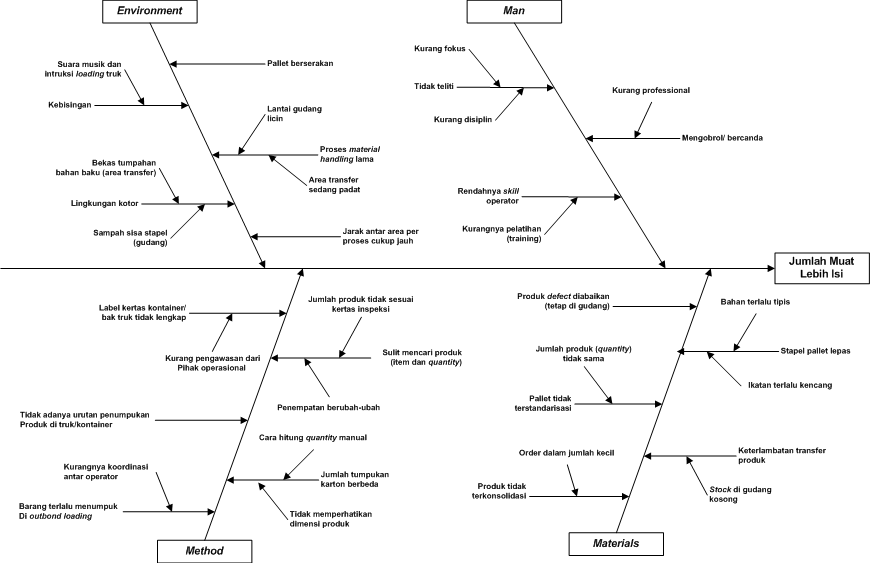 Environment
Man
Pallet berserakan
Suara musik dan
intruksi loading truk
Kebisingan
Lantai gudang
licin
Proses material
handling lama
Bekas tumpahan
bahan baku (area transfer)
Area transfer
sedang padat
Lingkungan kotor
Sampah sisa stapel
(gudang)
Jarak antar area per
proses cukup jauh
Kurang fokus
Tidak teliti
Kurang disiplin
Kurang professional
Mengobrol/ bercanda
Rendahnya skill
operator
Kurangnya pelatihan
(training)
Jumlah Muat
Lebih Isi
Label kertas kontainer/
bak truk tidak lengkap
Jumlah produk tidak sesuai
kertas inspeksi
Kurang pengawasan dari
Pihak operasional
Sulit mencari produk
(item dan quantity)
Penempatan berubah-ubah
Tidak adanya urutan penumpukan
Produk di truk/kontainer
Cara hitung quantity manual
Kurangnya koordinasi
antar operator
Jumlah tumpukan
karton berbeda
Barang terlalu menumpuk
Di outbond loading
Tidak memperhatikan
dimensi produk
Method
Produk defect diabaikan
(tetap di gudang)
Bahan terlalu tipis
Jumlah produk (quantity)
tidak sama
Stapel pallet lepas
Ikatan terlalu kencang
Pallet tidak
terstandarisasi
Order dalam jumlah kecil
Keterlambatan transfer
produk
Produk tidak
terkonsolidasi
Stock di gudang
kosong
Materials